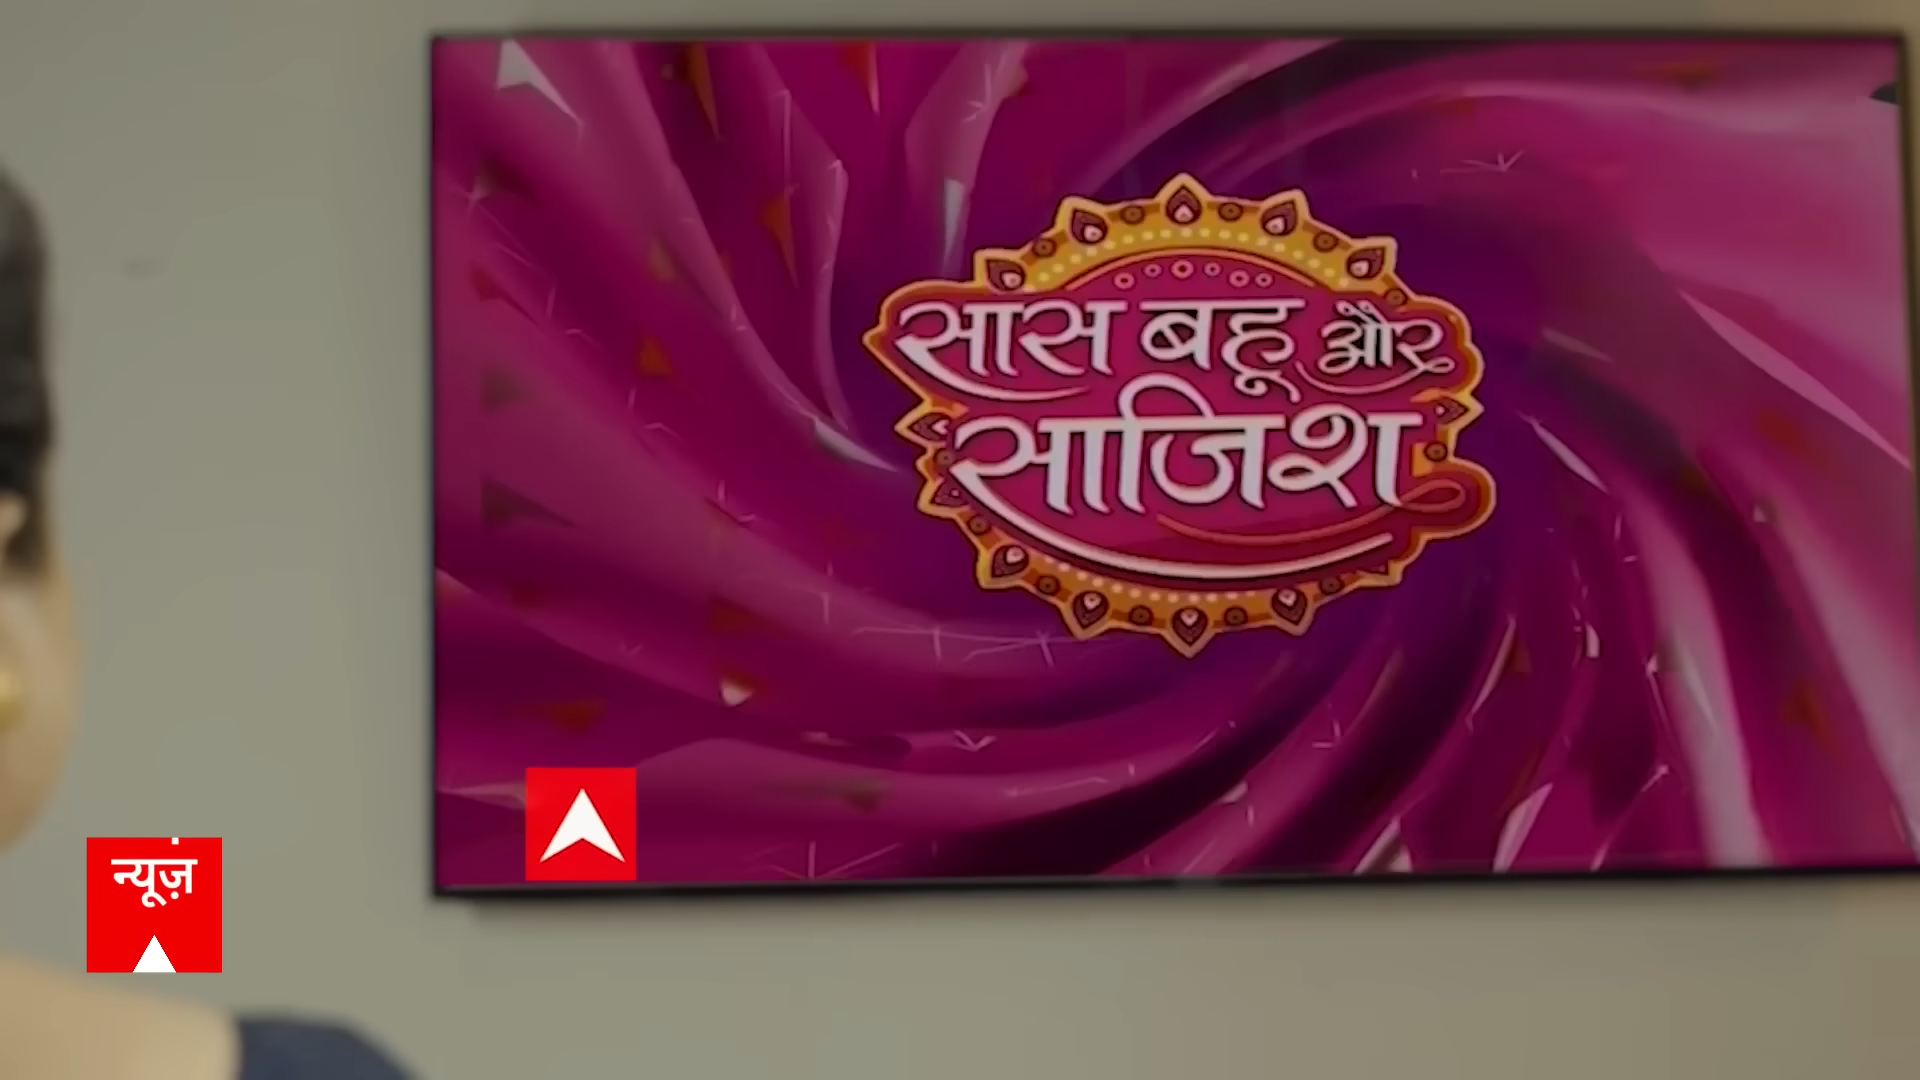 सास बहू और
साजिश
न्यूज़